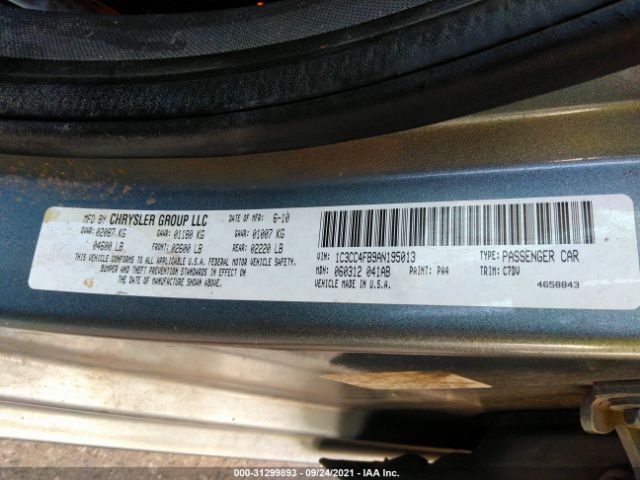 MFD BY CHRYSLER GROUP LLC DATE OF MFR: 6-10
GVWR: 02087 KG GAWR: 01180 KG GAWR: 01007 KG
04600 LB FRONT: 02600 LB REAR: 02220 LB
THIS VEHICLE CONFORMS TO ALL APPLICABLE U.S.A. FEDERAL MOTOR VEHICLE SAFETY,
BUMPER AND THEFT PREVENTION STANDARDS IN EFFECT ON
THE DATE OF MANUFACTURE SHOWN ABOVE.
VIN: 1C3CC4FB9AN195013 TYPE: PASSENGER CAR
MDH: 060312 041AB PAINT: PA4 TRIM: C7DV
VEHICLE MADE IN U.S.A. 4658843
000-31299893 - 09/24/2021 - IAA Inc.